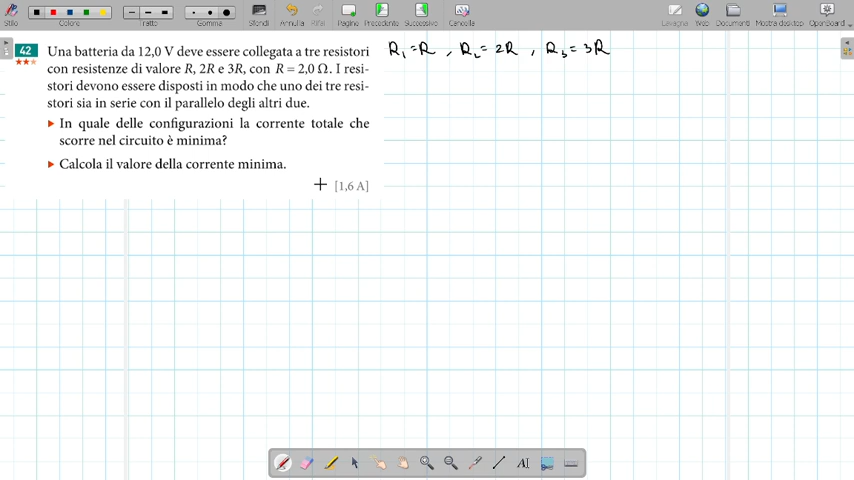 Stilo Colore Tratto Gomma Sfondi Annulla Rifai Pagine Precedente Successivo Cancella Lavagna Web Documenti Mostra desktop OpenBoard
42 Una batteria da 12,0 V deve essere collegata a tre resistori
con resistenze di valore R, 2R e 3R, con R = 2,0 Ω. I resi-
stori devono essere disposti in modo che uno dei tre resi-
stori sia in serie con il parallelo degli altri due.
▶ In quale delle configurazioni la corrente totale che
scorre nel circuito è minima?
▶ Calcola il valore della corrente minima.
[1,6 A]
R₁ = R , R₂ = 2R , R₃ = 3R